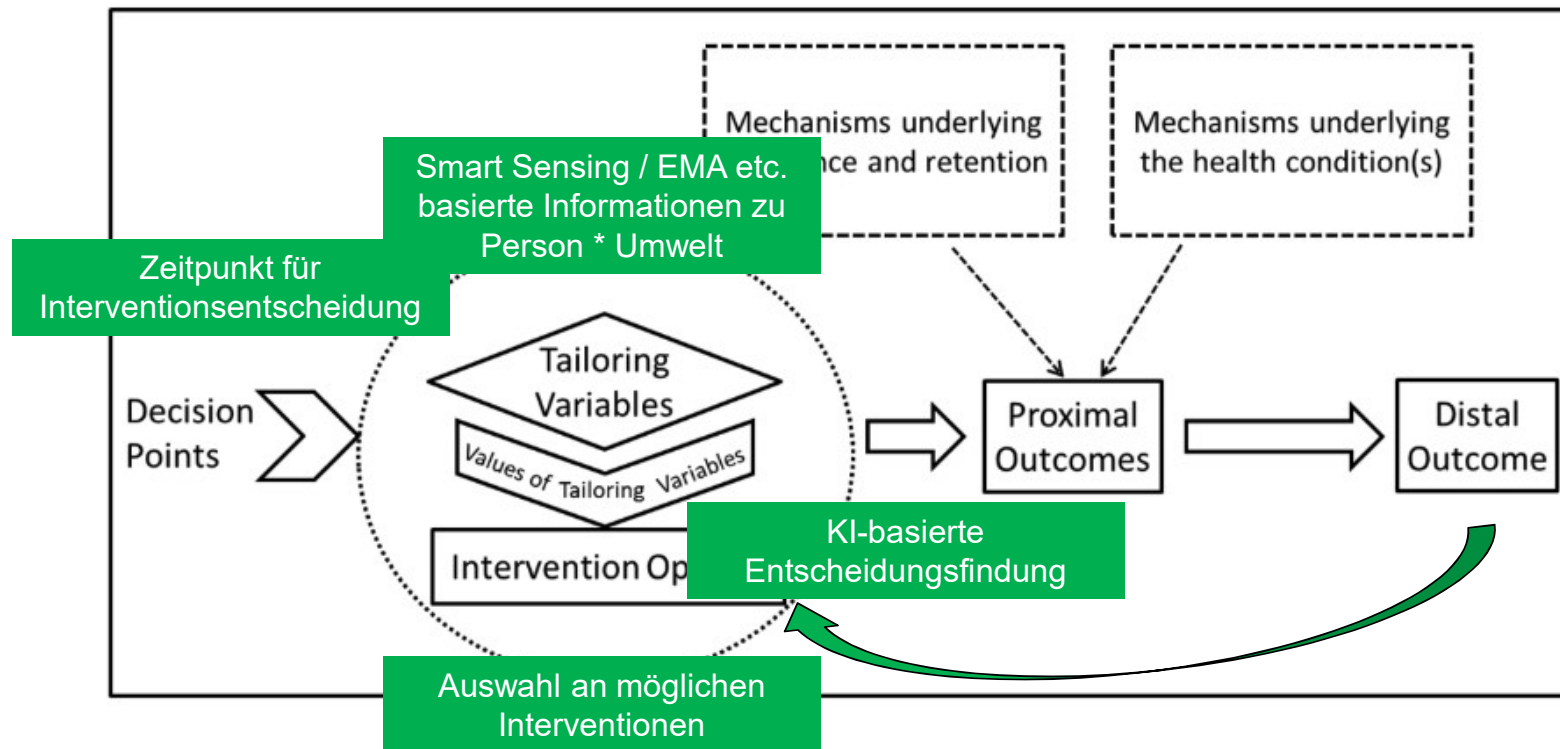 Mechanisms underlying
nce and retention
Mechanisms underlying
the health condition(s)
Smart Sensing / EMA etc.
basierte Informationen zu
Person * Umwelt
Zeitpunkt für
Interventionsentscheidung
Decision
Points
Tailoring
Variables
Values of Tailoring Variables
Intervention Op
Proximal
Outcomes
Distal
Outcome
KI-basierte
Entscheidungsfindung
Auswahl an möglichen
Interventionen